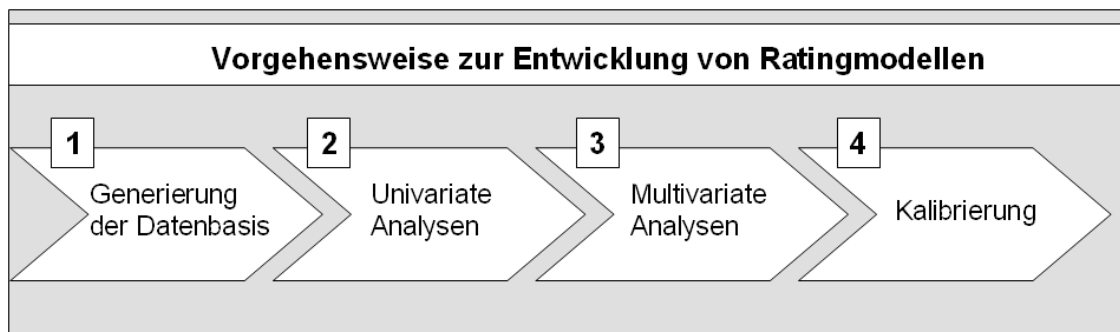 Vorgehensweise zur Entwicklung von Ratingmodellen
1
Generierung
der Datenbasis
2
Univariate
Analysen
3
Multivariate
Analysen
4
Kalibrierung